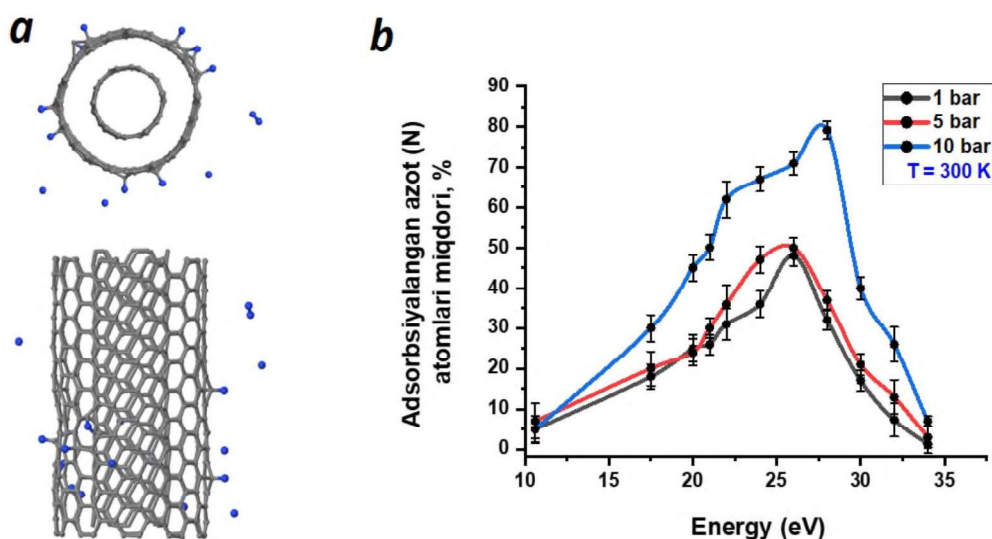 a
b
Adsorbsiyalangan azot (N)
atomlari miqdori, %
90
80
70
60
50
40
30
20
10
0
1 bar
5 bar
10 bar
T = 300 K
10
15
20
25
30
35
Energy (eV)